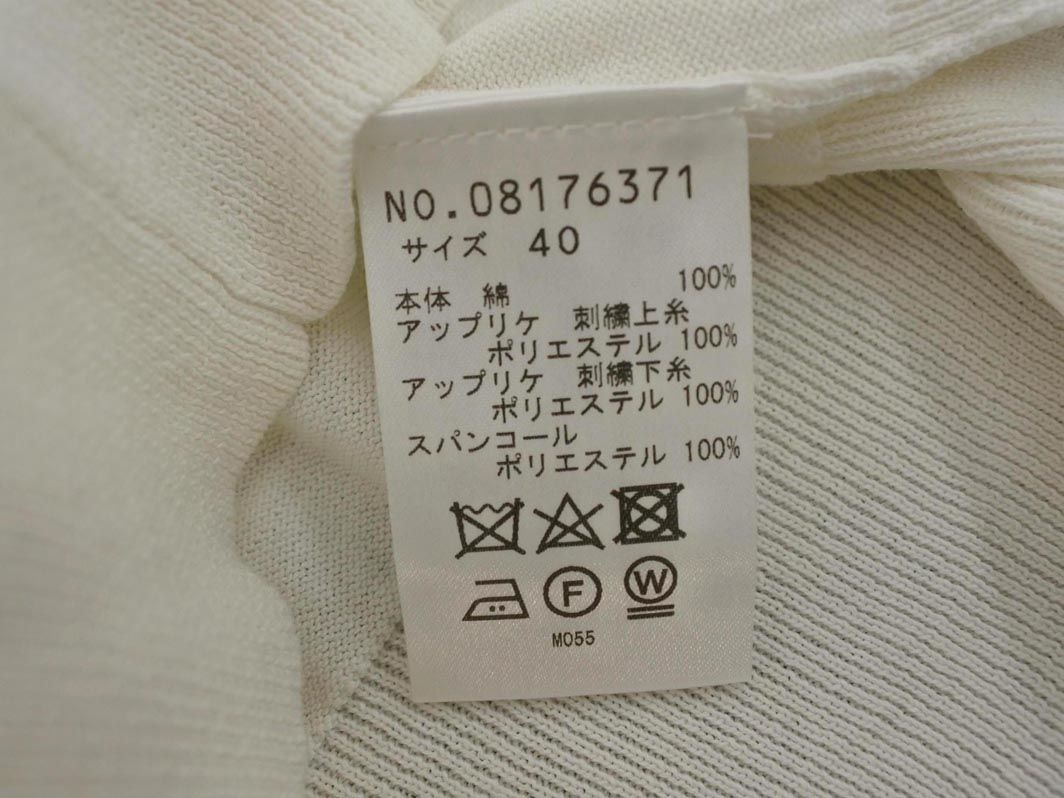 NO.08176371
サイズ 40
本体 綿 100%
アップリケ 刺繍上糸
ポリエステル 100%
アップリケ 刺繍下糸
ポリエステル 100%
スパンコール
ポリエステル 100%
F W
M055